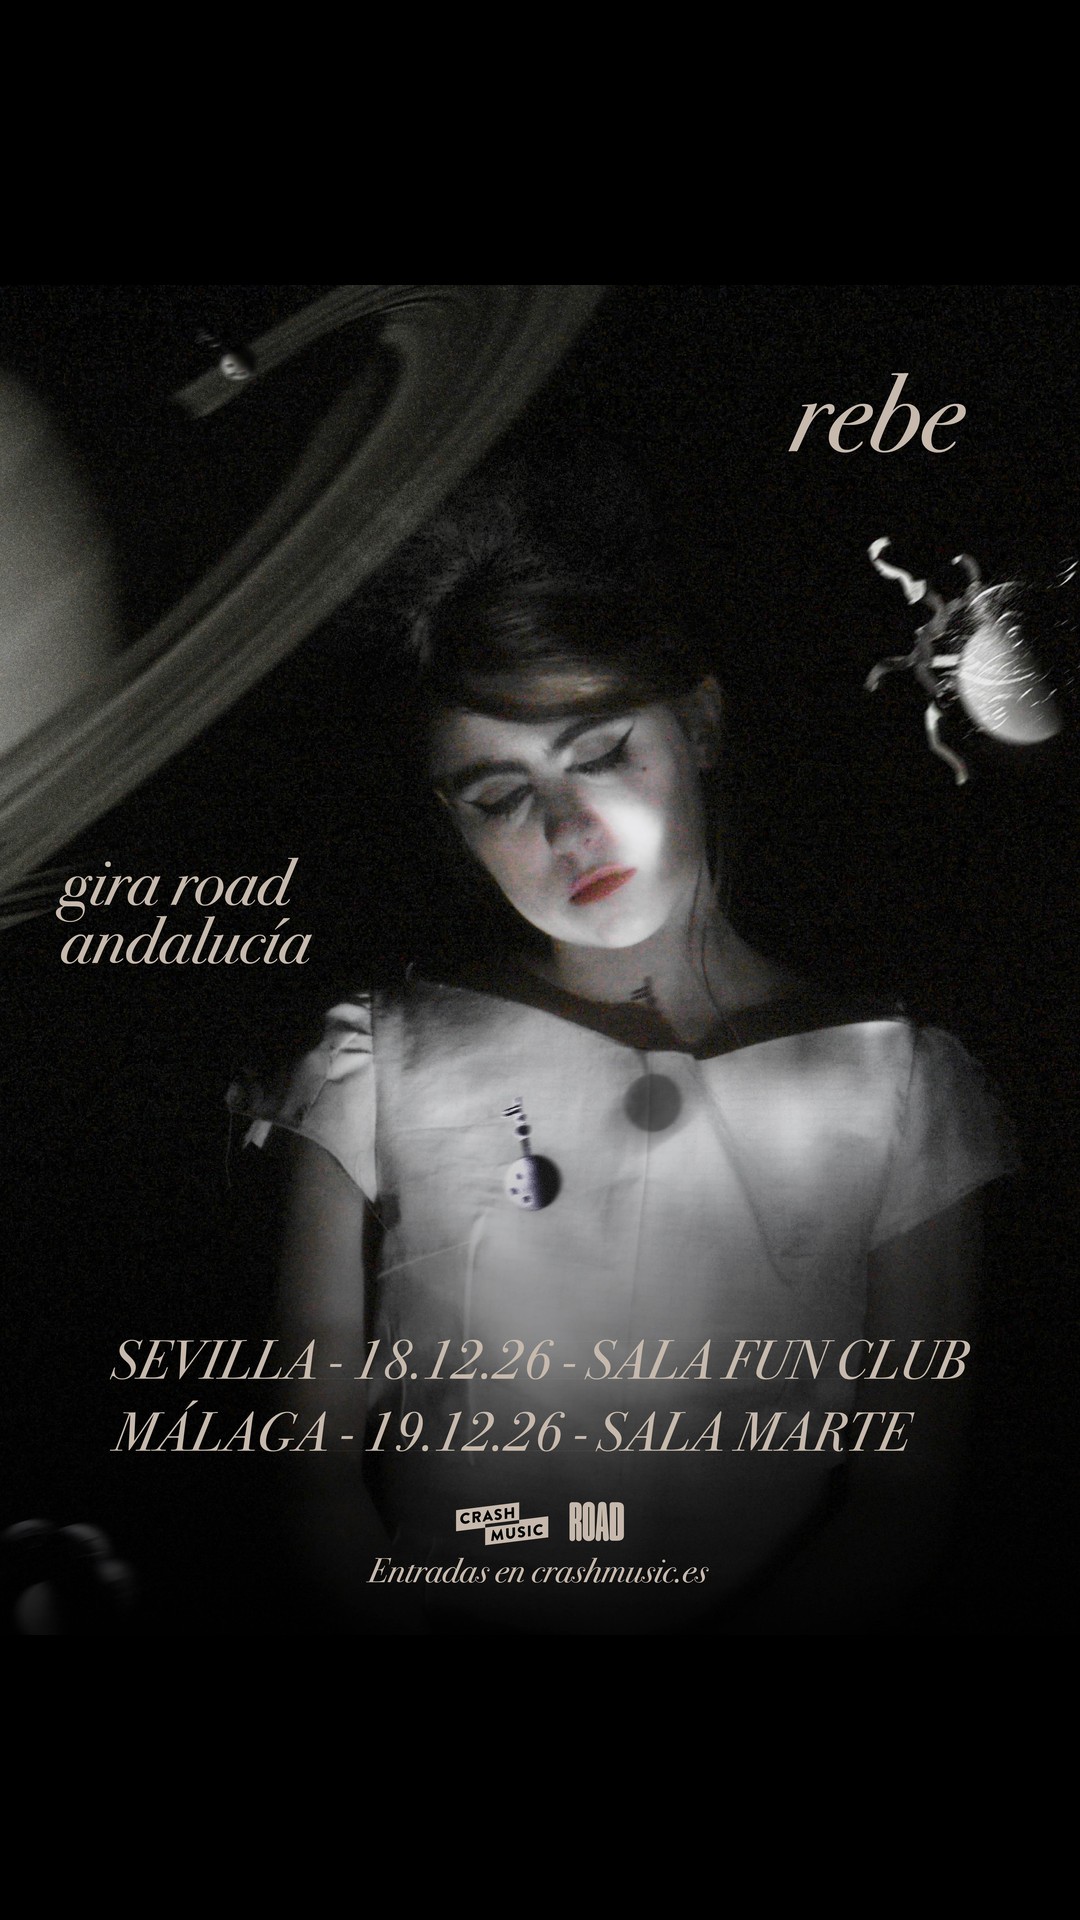 rebe
gira road
andalucía
SEVILLA - 18.12.26 - SALA FUN CLUB
MÁLAGA - 19.12.26 - SALA MARTE
CRASH
MUSIC
ROAD
Entradas en crashmusic.es